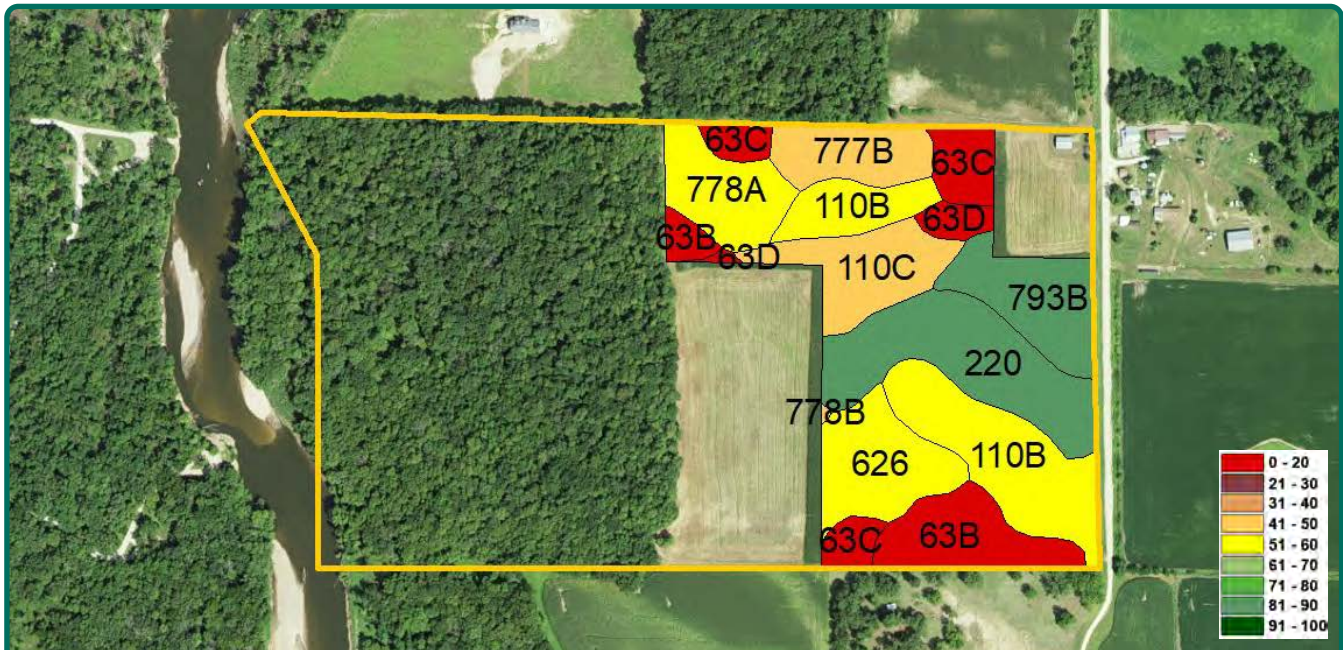 63C
777B
63C
778A
110B
63D
63B
63D
110C
793B
220
778B
626
110B
63C
63B
0 - 20
21 - 30
31 - 40
41 - 50
51 - 60
61 - 70
71 - 80
81 - 90
91 - 100